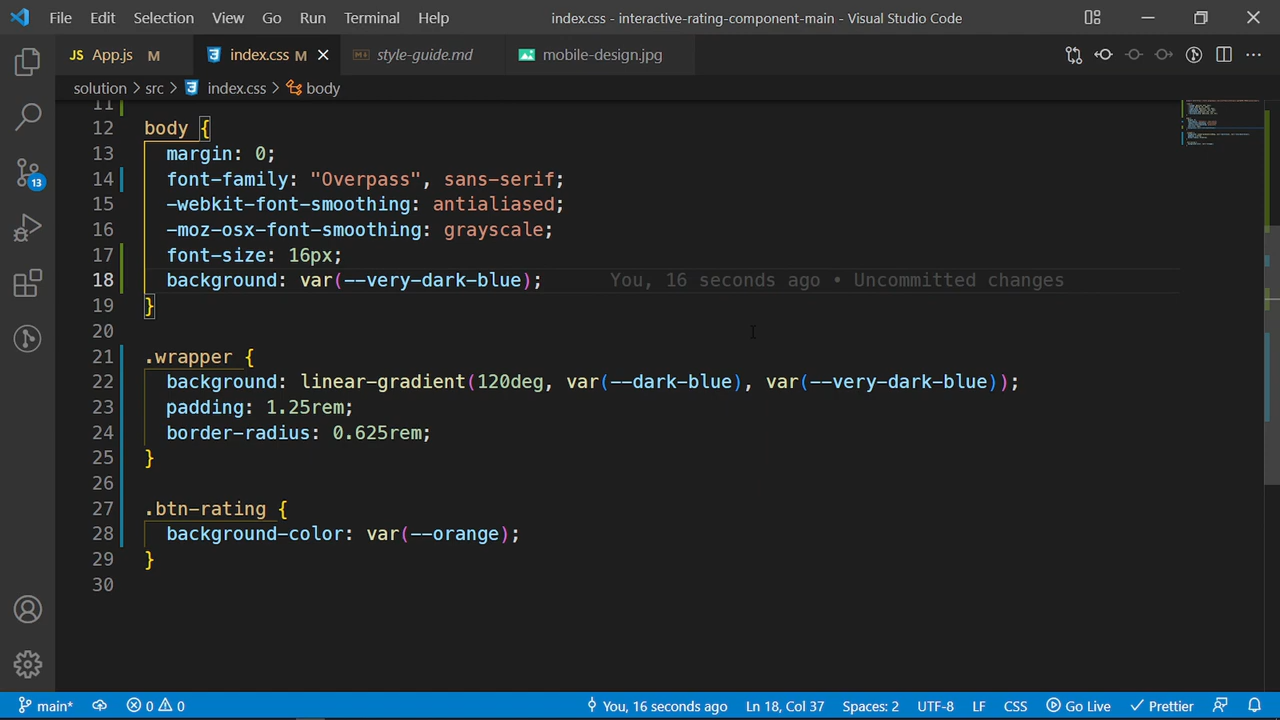 File Edit Selection View Go Run Terminal Help index.css - interactive-rating-component-main - Visual Studio Code
JS App.js M index.css M style-guide.md mobile-design.jpg
solution > src > index.css > body
11
12 body {
13 margin: 0;
14 font-family: "Overpass", sans-serif;
15 -webkit-font-smoothing: antialiased;
16 -moz-osx-font-smoothing: grayscale;
17 font-size: 16px;
18 background: var(--very-dark-blue); You, 16 seconds ago • Uncommitted changes
19 }
20
21 .wrapper {
22 background: linear-gradient(120deg, var(--dark-blue), var(--very-dark-blue));
23 padding: 1.25rem;
24 border-radius: 0.625rem;
25 }
26
27 .btn-rating {
28 background-color: var(--orange);
29 }
30
13
main* 0 0 You, 16 seconds ago Ln 18, Col 37 Spaces: 2 UTF-8 LF CSS Go Live Prettier